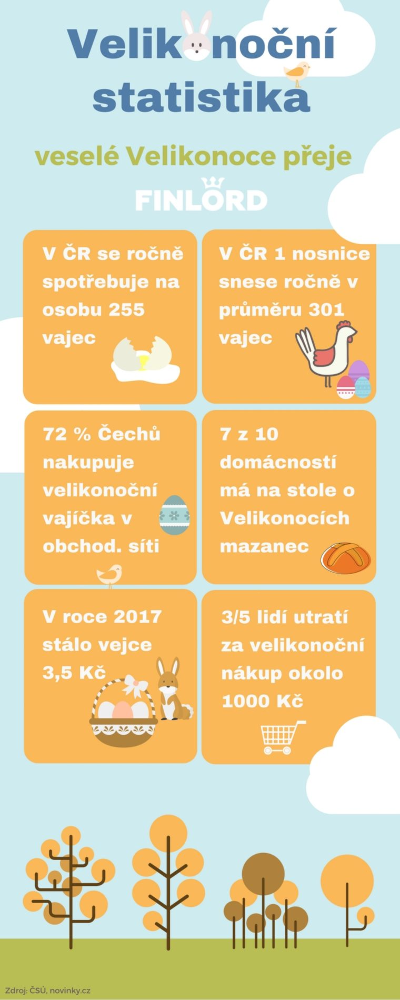 Velikonoční
statistika
veselé Velikonoce přeje
FINLORD
V ČR se ročně
spotřebuje na
osobu 255
vajec
V ČR 1 nosnice
snese ročně v
průměru 301
vajec
72 % Čechů
nakupuje
velikonoční
vajíčka v
obchod. síti
7 z 10
domácností
má na stole o
Velikonocích
mazanec
V roce 2017
stálo vejce
3,5 Kč
3/5 lidí utratí
za velikonoční
nákup okolo
1000 Kč
Zdroj: ČSÚ, novinky.cz